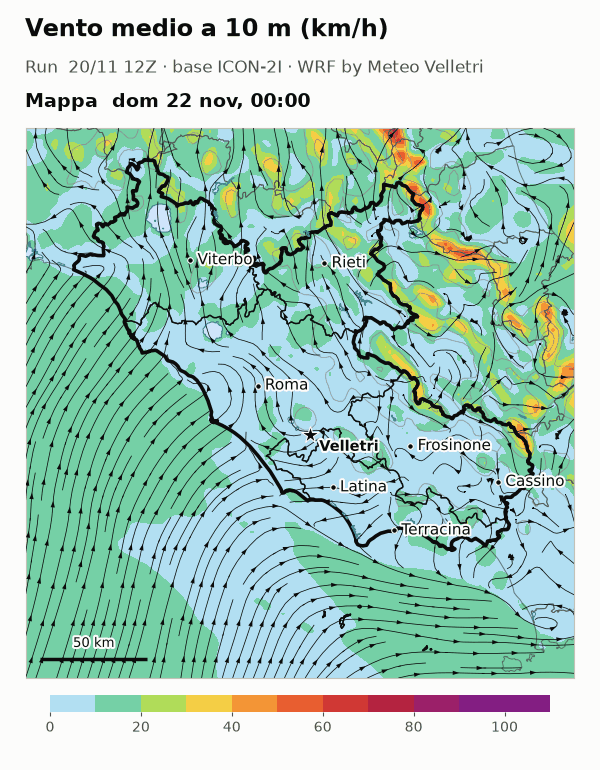 Vento medio a 10 m (km/h)
Run  20/11 12Z · base ICON-2I · WRF by Meteo Velletri
Mappa  dom 22 nov, 00:00
Viterbo
Rieti
Roma
Velletri
Frosinone
Latina
Cassino
Terracina
50 km
0 20 40 60 80 100